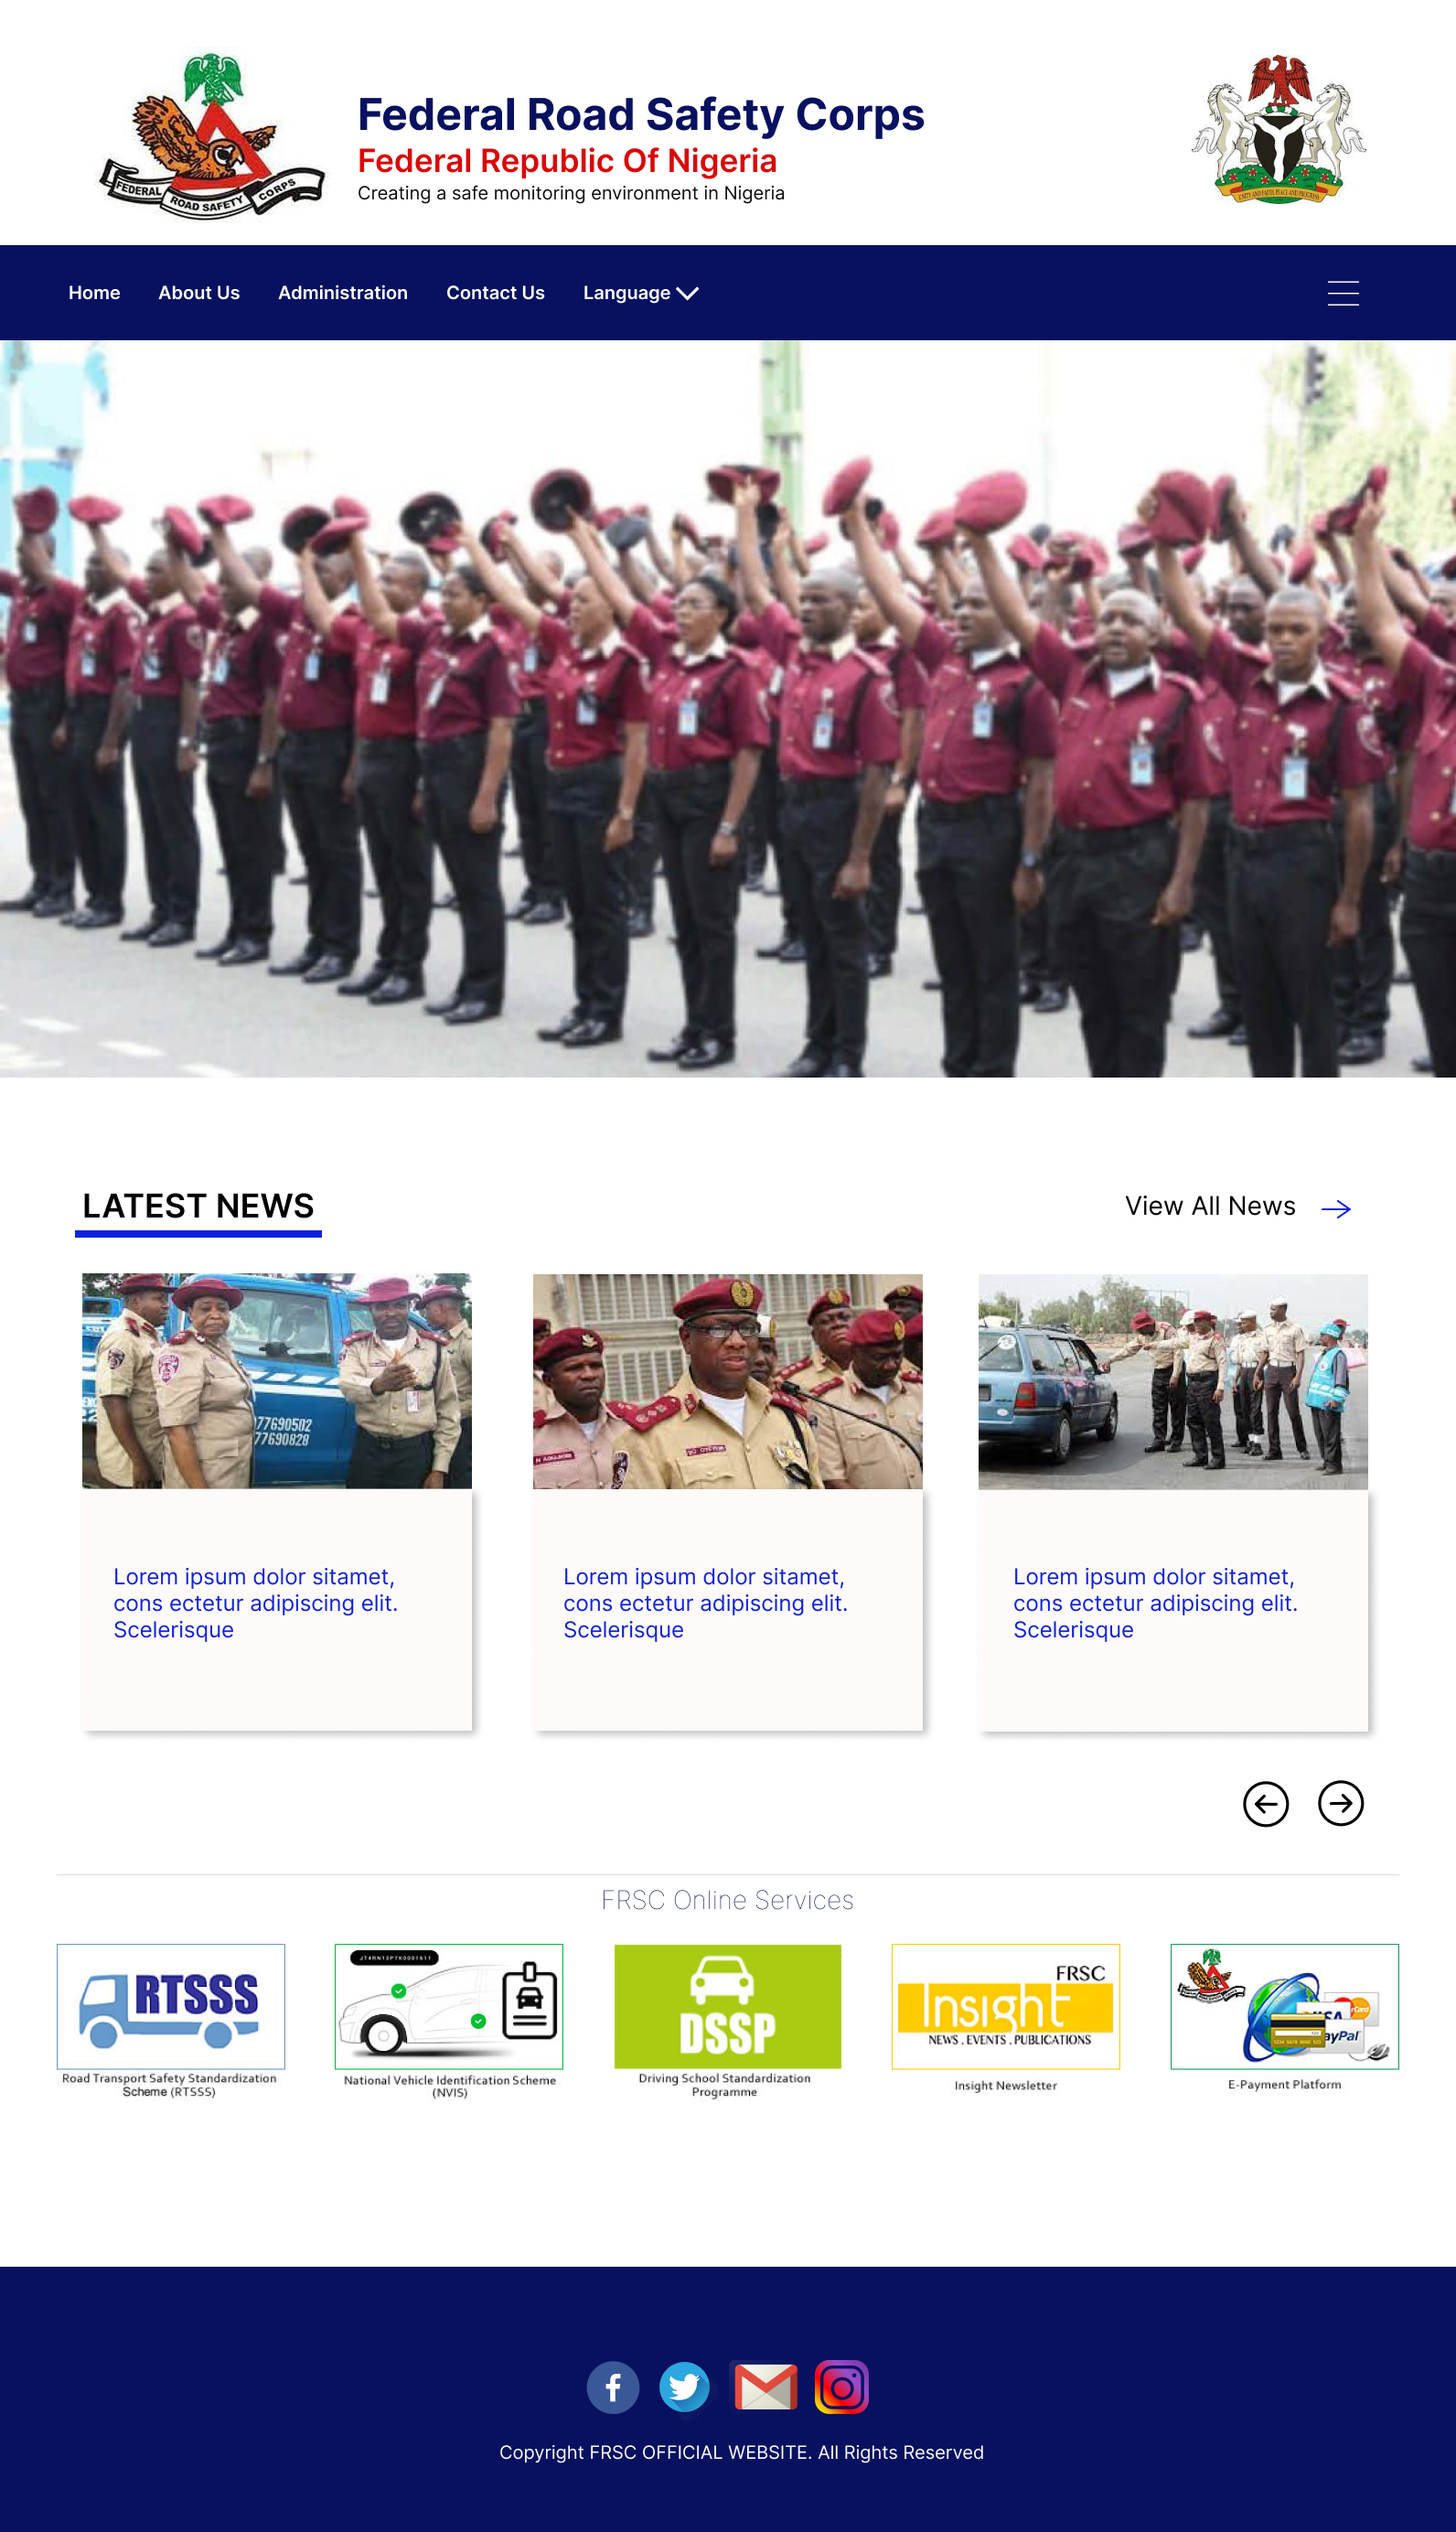 FEDERAL ROAD SAFETY CORPS
Federal Road Safety Corps
Federal Republic Of Nigeria
Creating a safe monitoring environment in Nigeria
UNITY AND FAITH, PEACE AND PROGRESS
Home About Us Administration Contact Us Language
LATEST NEWS
View All News
77690502
77690828
Lorem ipsum dolor sitamet,
cons ectetur adipiscing elit.
Scelerisque
Lorem ipsum dolor sitamet,
cons ectetur adipiscing elit.
Scelerisque
Lorem ipsum dolor sitamet,
cons ectetur adipiscing elit.
Scelerisque
FRSC Online Services
RTSSS
Road Transport Safety Standardization
Scheme (RTSSS)
National Vehicle Identification Scheme
(NVIS)
DSSP
Driving School Standardization
Programme
FRSC
Insight
NEWS . EVENTS . PUBLICATIONS
Insight Newsletter
VISA
PayPal
E-Payment Platform
Copyright FRSC OFFICIAL WEBSITE. All Rights Reserved